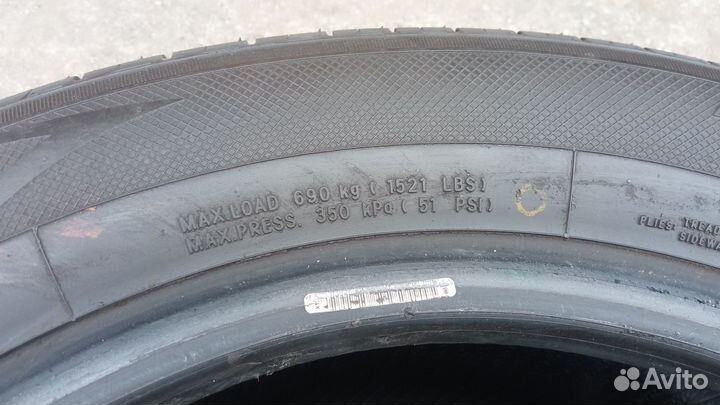 MAX.LOAD 690 kg ( 1521 LBS)
MAX.PRESS. 350 kPa ( 51 PSI)
TREAD
PLIES: SIDEWA
Avito